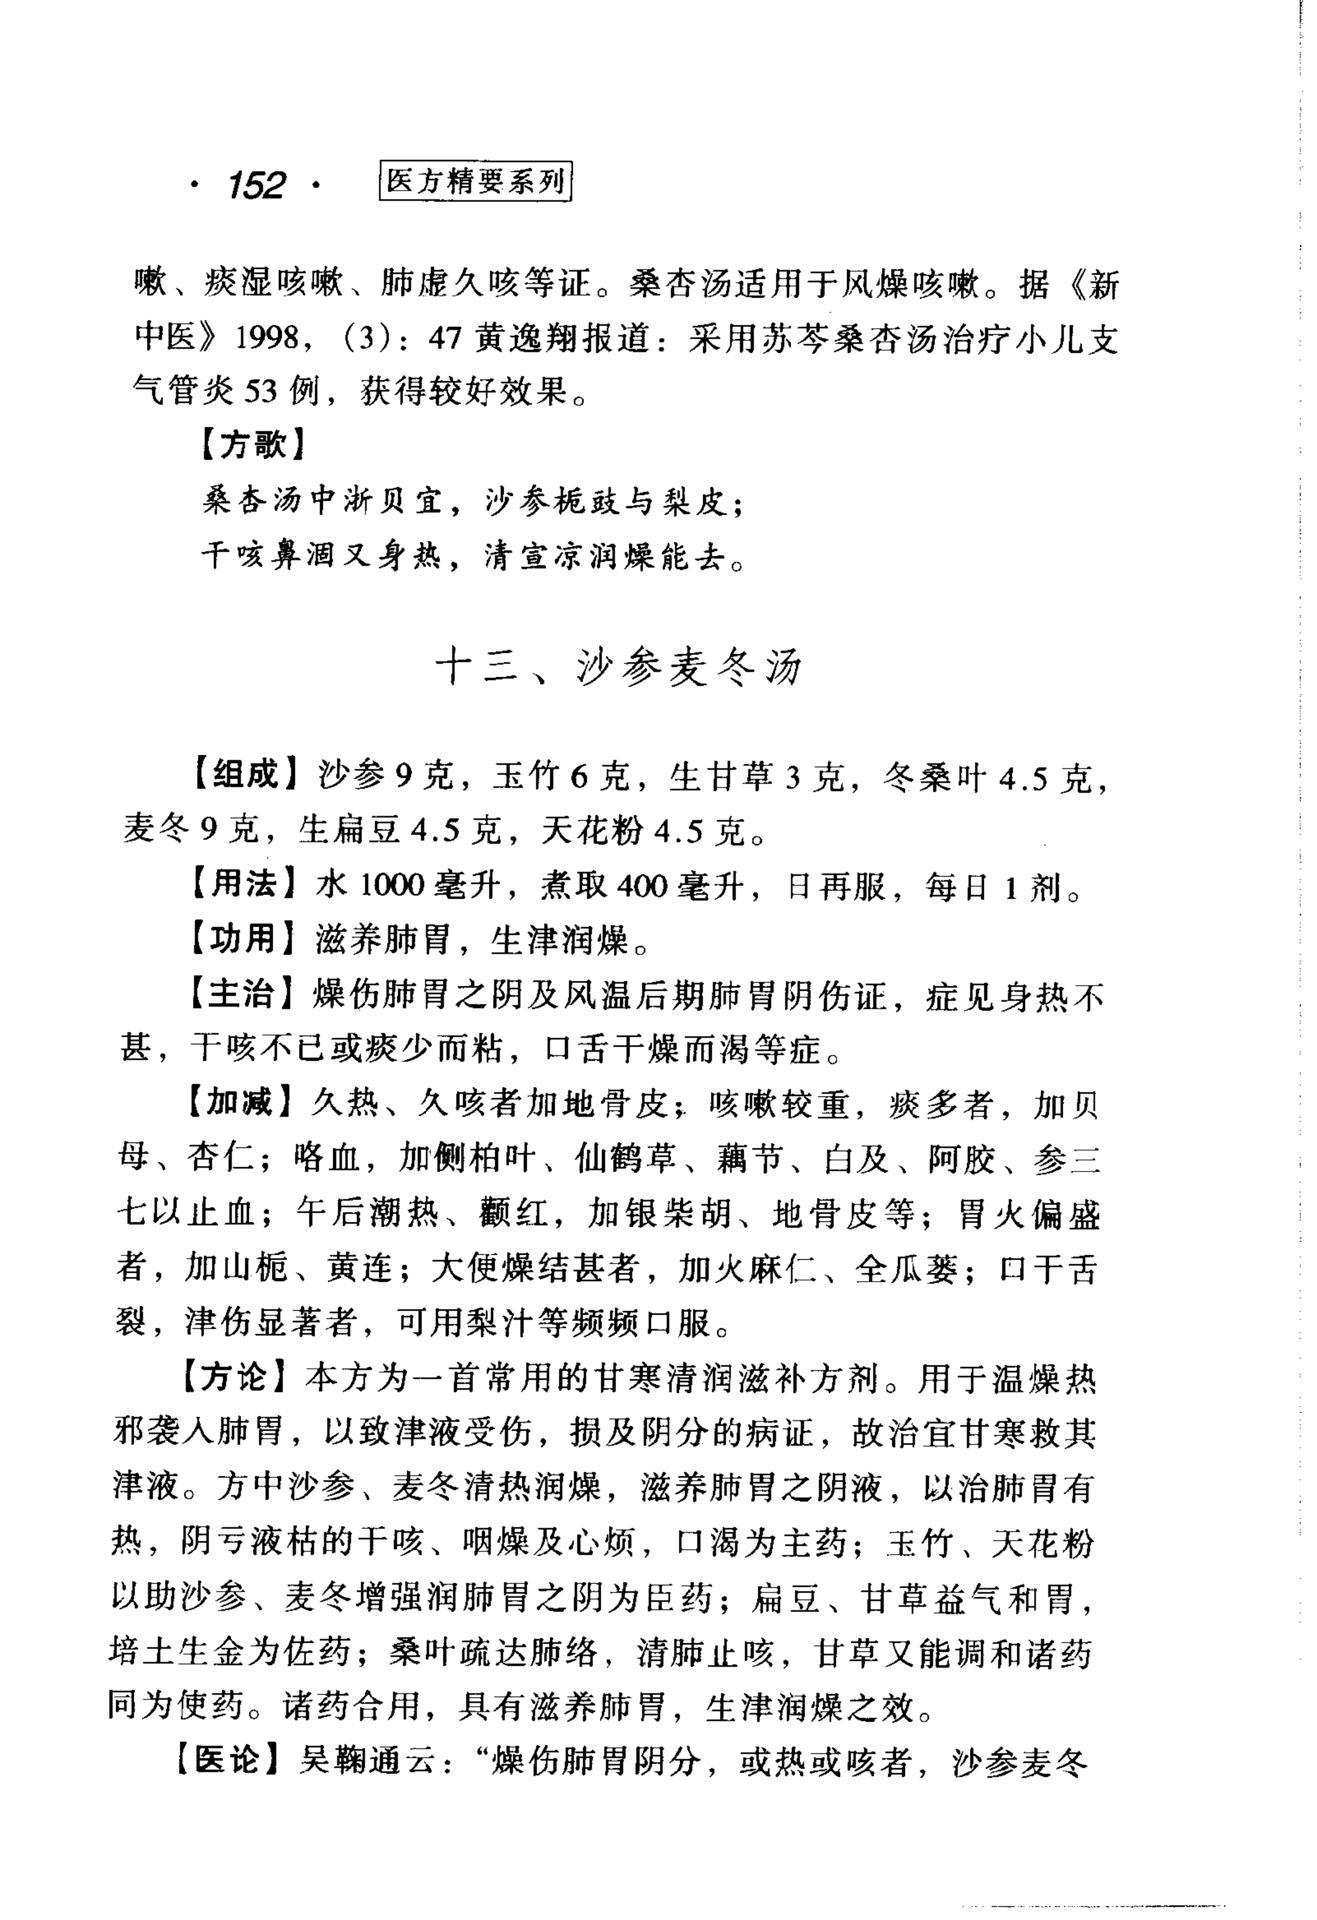 · 152 · 医方精要系列
嗽、痰湿咳嗽、肺虚久咳等证。桑杏汤适用于风燥咳嗽。据《新
中医》1998，（3）：47 黄逸翔报道：采用苏芩桑杏汤治疗小儿支
气管炎 53 例，获得较好效果。
【方歌】
桑杏汤中浙贝宜，沙参栀豉与梨皮；
干咳鼻涸又身热，清宣凉润燥能去。
十三、沙参麦冬汤
【组成】沙参 9 克，玉竹 6 克，生甘草 3 克，冬桑叶 4.5 克，
麦冬 9 克，生扁豆 4.5 克，天花粉 4.5 克。
【用法】水 1000 毫升，煮取 400 毫升，日再服，每日 1 剂。
【功用】滋养肺胃，生津润燥。
【主治】燥伤肺胃之阴及风温后期肺胃阴伤证，症见身热不
甚，干咳不已或痰少而粘，口舌干燥而渴等症。
【加减】久热、久咳者加地骨皮；咳嗽较重，痰多者，加贝
母、杏仁；咯血，加侧柏叶、仙鹤草、藕节、白及、阿胶、参三
七以止血；午后潮热、颧红，加银柴胡、地骨皮等；胃火偏盛
者，加山栀、黄连；大便燥结甚者，加火麻仁、全瓜蒌；口干舌
裂，津伤显著者，可用梨汁等频频口服。
【方论】本方为一首常用的甘寒清润滋补方剂。用于温燥热
邪袭入肺胃，以致津液受伤，损及阴分的病证，故治宜甘寒救其
津液。方中沙参、麦冬清热润燥，滋养肺胃之阴液，以治肺胃有
热，阴亏液枯的干咳、咽燥及心烦，口渴为主药；玉竹、天花粉
以助沙参、麦冬增强润肺胃之阴为臣药；扁豆、甘草益气和胃，
培土生金为佐药；桑叶疏达肺络，清肺止咳，甘草又能调和诸药
同为使药。诸药合用，具有滋养肺胃，生津润燥之效。
【医论】吴鞠通云：“燥伤肺胃阴分，或热或咳者，沙参麦冬